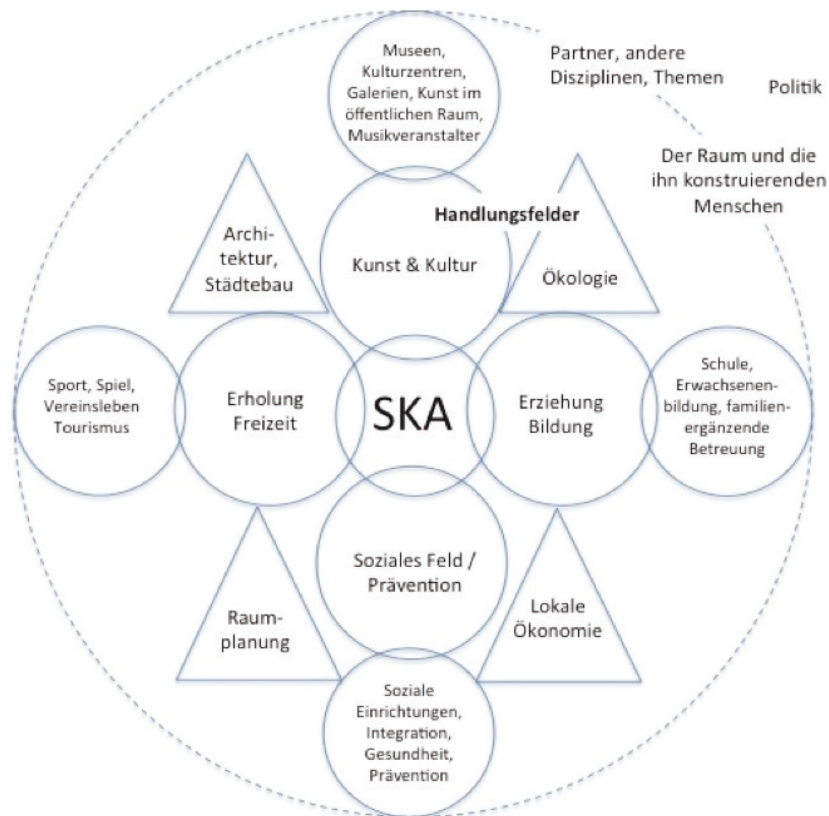 Museen,
Kulturzentren,
Galerien, Kunst im
öffentlichen Raum,
Musikveranstalter
Partner, andere
Disziplinen, Themen
Politik
Der Raum und die
ihn konstruierenden
Menschen
Handlungsfelder
Archi-
tektur,
Städtebau
Kunst & Kultur
Ökologie
Sport, Spiel,
Vereinsleben
Tourismus
Erholung
Freizeit
SKA
Erziehung
Bildung
Schule,
Erwachsenen-
bildung, familien-
ergänzende
Betreuung
Soziales Feld /
Prävention
Raum-
planung
Lokale
Ökonomie
Soziale
Einrichtungen,
Integration,
Gesundheit,
Prävention